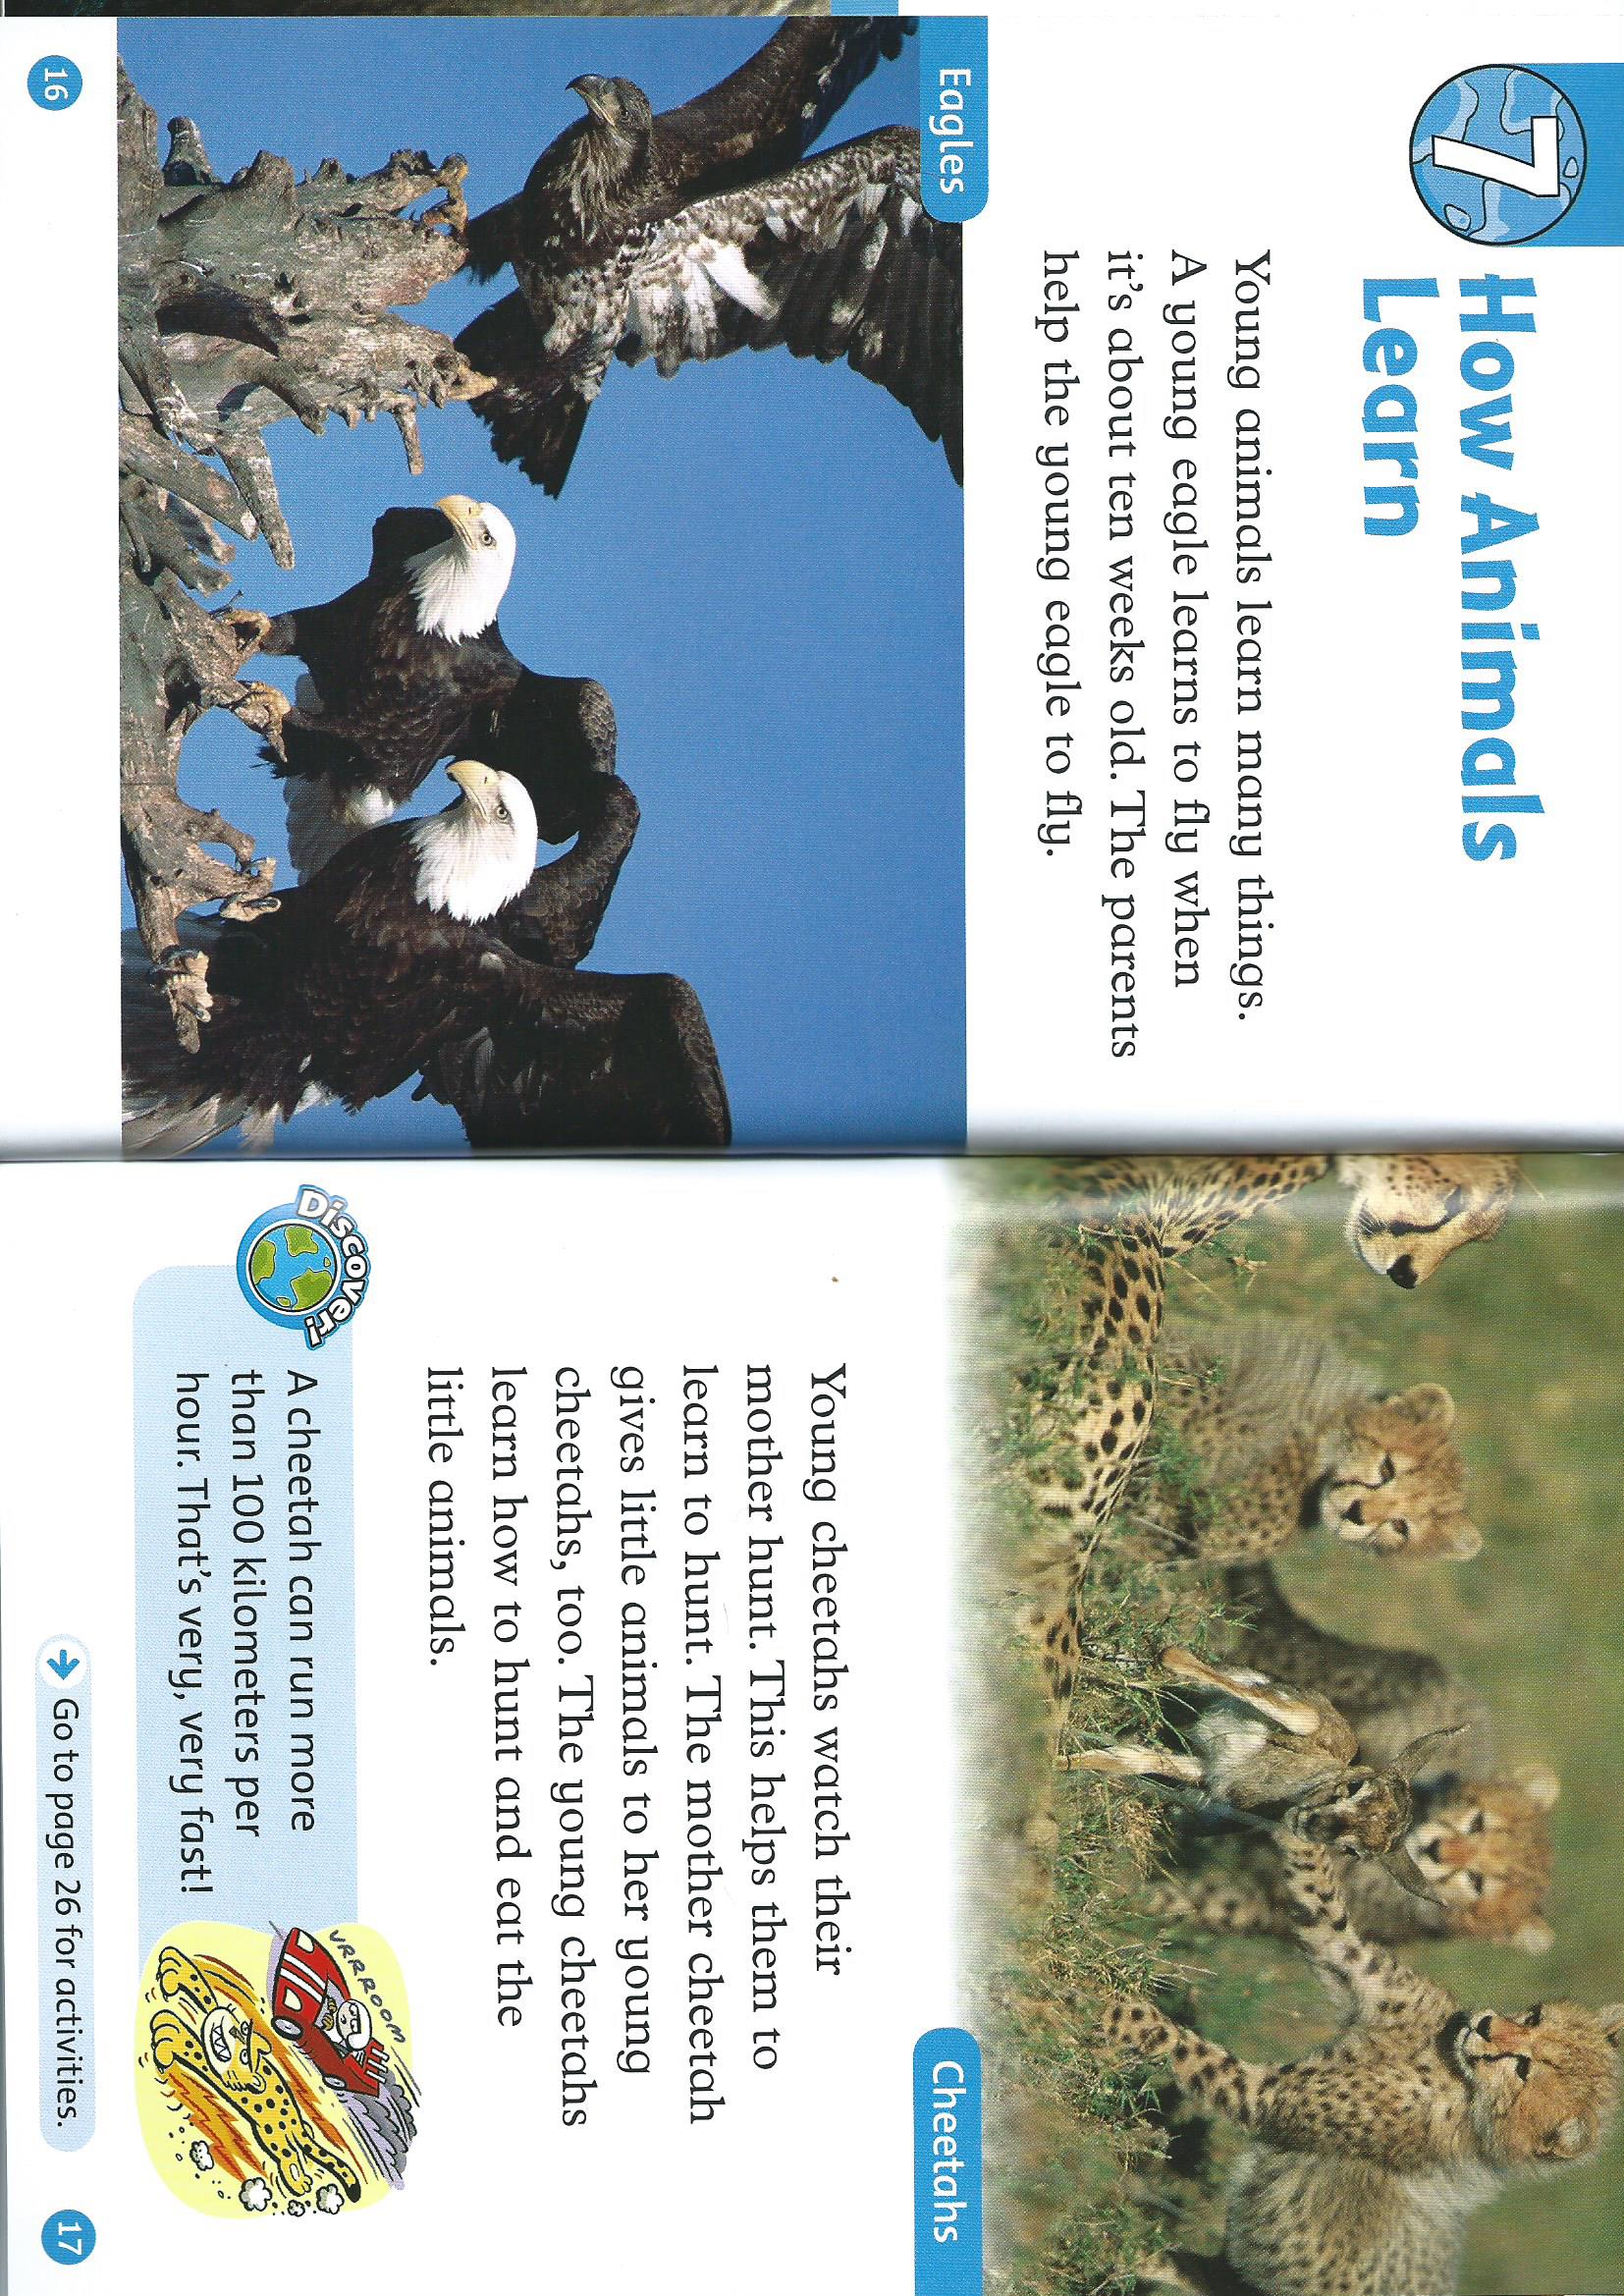 7
How Animals
Learn
Young animals learn many things.
A young eagle learns to fly when
it's about ten weeks old. The parents
help the young eagle to fly.
Eagles
16
Cheetahs
Young cheetahs watch their
mother hunt. This helps them to
learn to hunt. The mother cheetah
gives little animals to her young
cheetahs, too. The young cheetahs
learn how to hunt and eat the
little animals.
Discover!
A cheetah can run more
than 100 kilometers per
hour. That's very, very fast!
VRRROOM
Go to page 26 for activities.
17